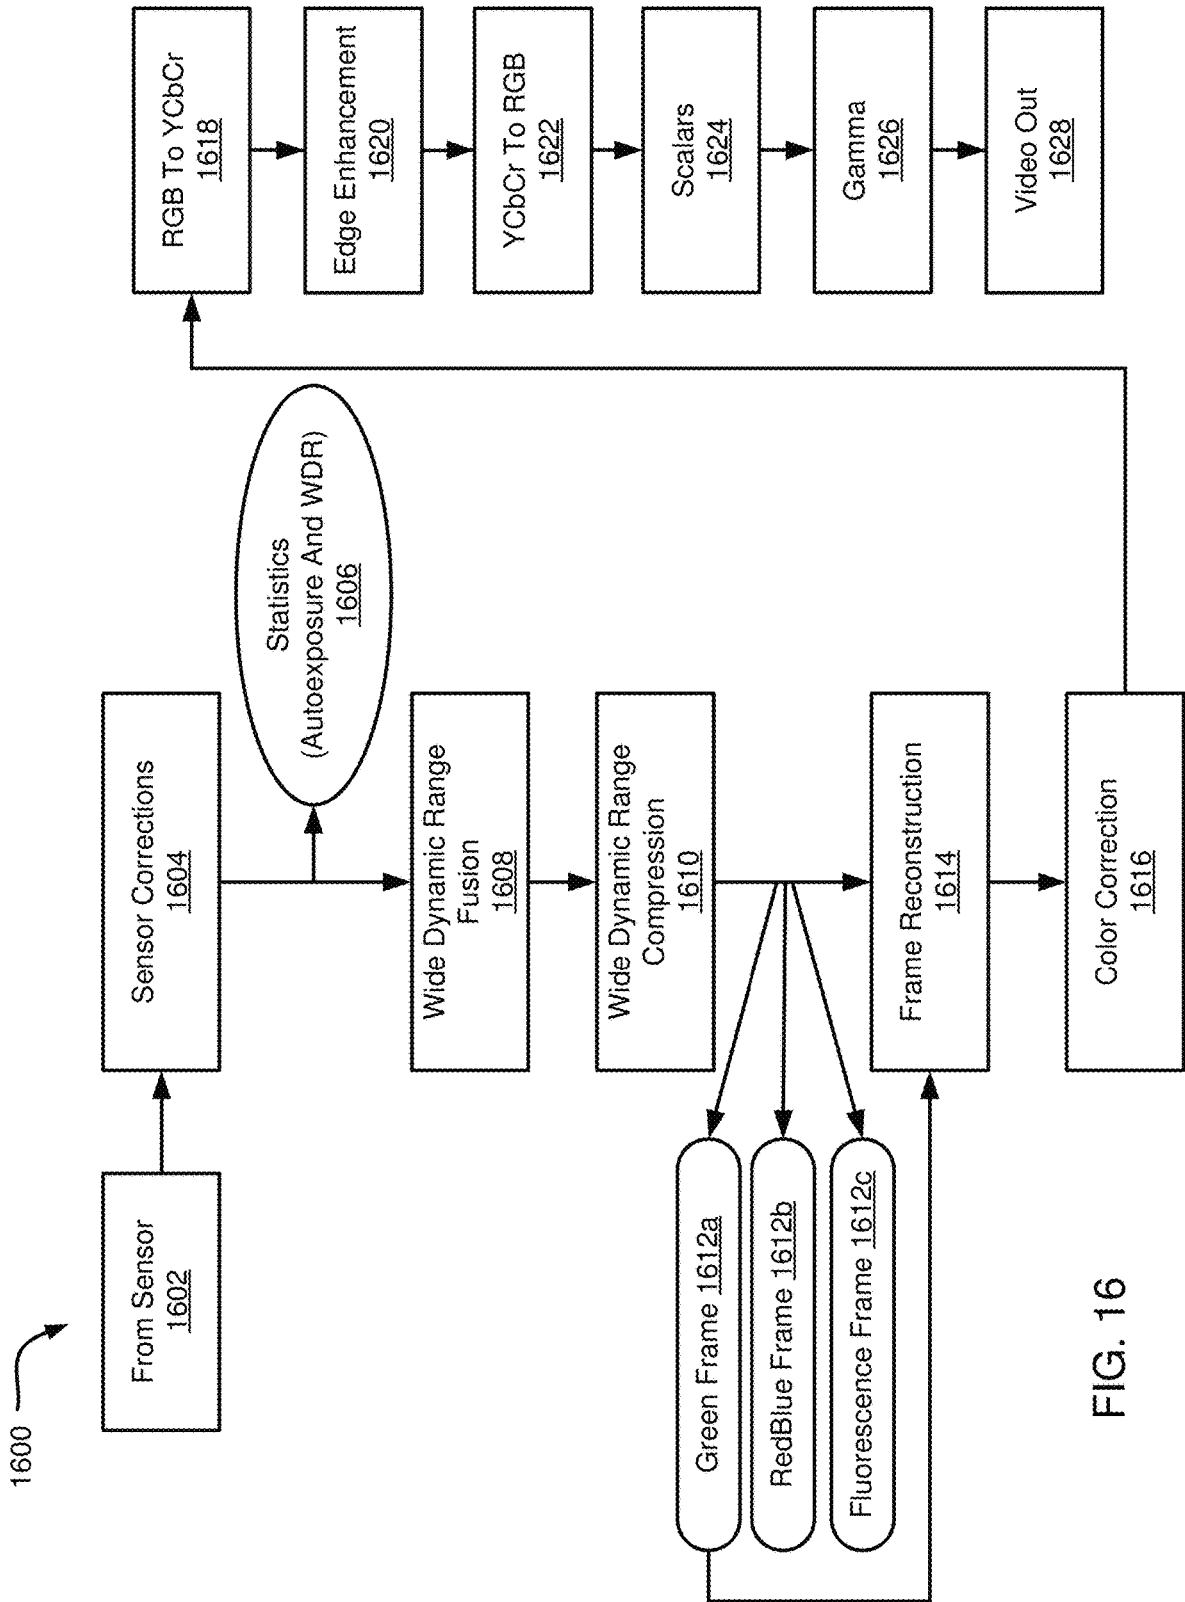 1600
From Sensor
1602
Sensor Corrections
1604
Statistics
(Autoexposure And WDR)
1606
Wide Dynamic Range
Fusion
1608
Wide Dynamic Range
Compression
1610
Green Frame 1612a
RedBlue Frame 1612b
Fluorescence Frame 1612c
Frame Reconstruction
1614
Color Correction
1616
RGB To YCbCr
1618
Edge Enhancement
1620
YCbCr To RGB
1622
Scalars
1624
Gamma
1626
Video Out
1628
FIG. 16